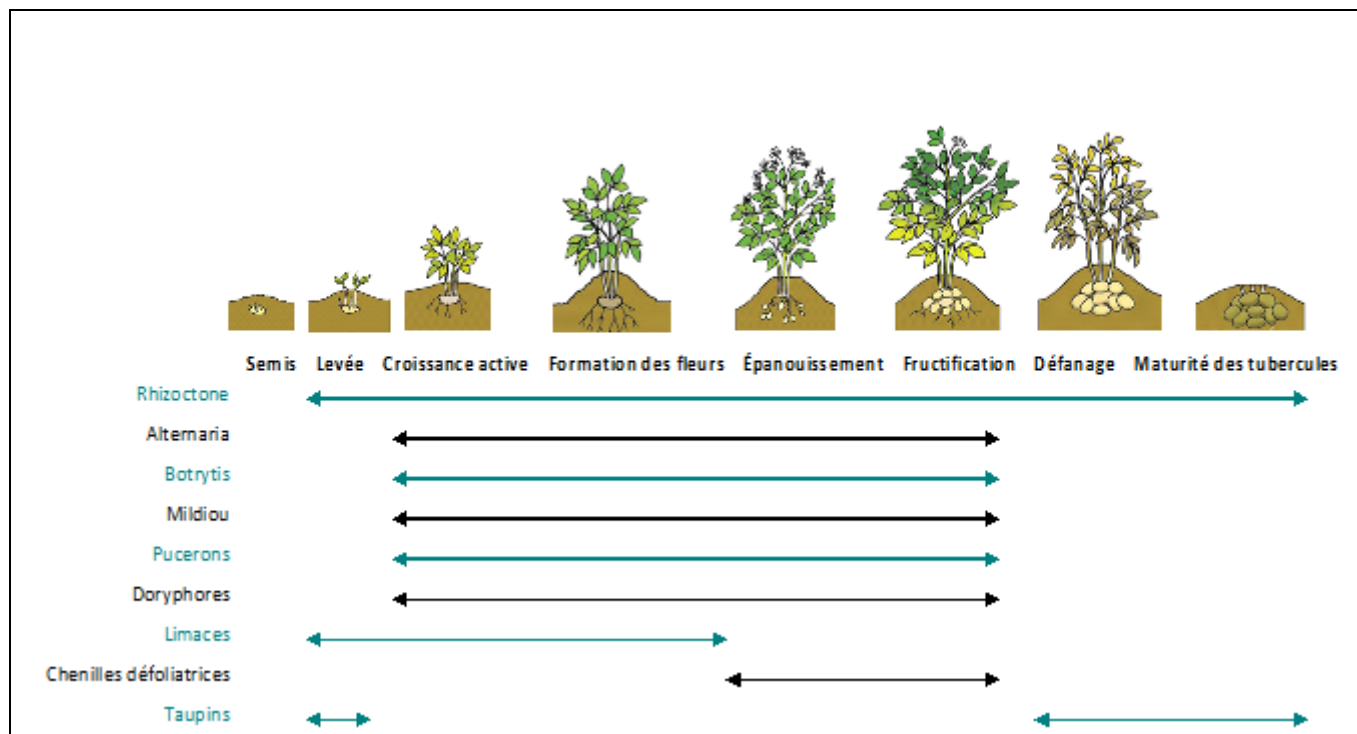 Semis Levée Croissance active Formation des fleurs Épanouissement Fructification Défanage Maturité des tubercules
Rhizoctone
Alternaria
Botrytis
Mildiou
Pucerons
Doryphores
Limaces
Chenilles défoliatrices
Taupins